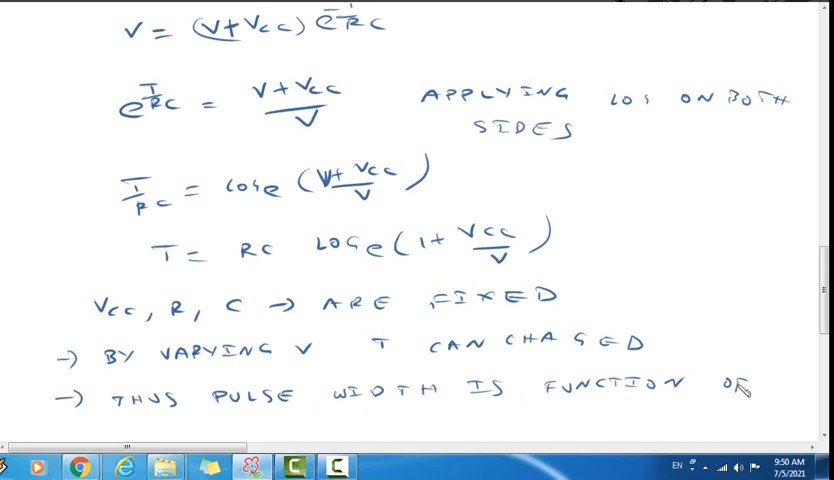 V = (V+Vcc) e^-T/RC
e^T/RC = V+Vcc/V APPLYING LOG ON BOTH
SIDES
T/RC = LOGe (V+Vcc/V)
T = RC LOGe (1+ Vcc/V)
Vcc, R, C → ARE FIXED
→ BY VARYING V T CAN CHANGED
→ THUS PULSE WIDTH IS FUNCTION OF
EN 9:50 AM
7/5/2021